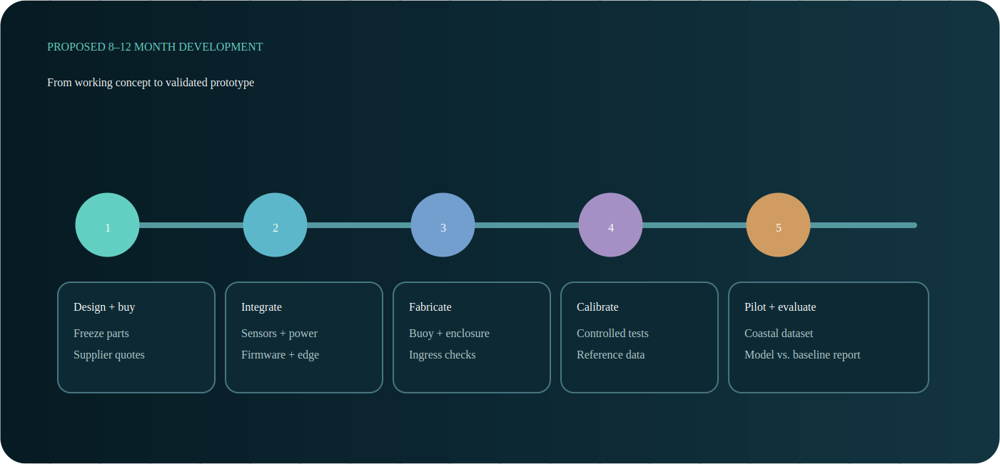 PROPOSED 8–12 MONTH DEVELOPMENT
From working concept to validated prototype
1
2
3
4
5
Design + buy
Freeze parts
Supplier quotes
Integrate
Sensors + power
Firmware + edge
Fabricate
Buoy + enclosure
Ingress checks
Calibrate
Controlled tests
Reference data
Pilot + evaluate
Coastal dataset
Model vs. baseline report